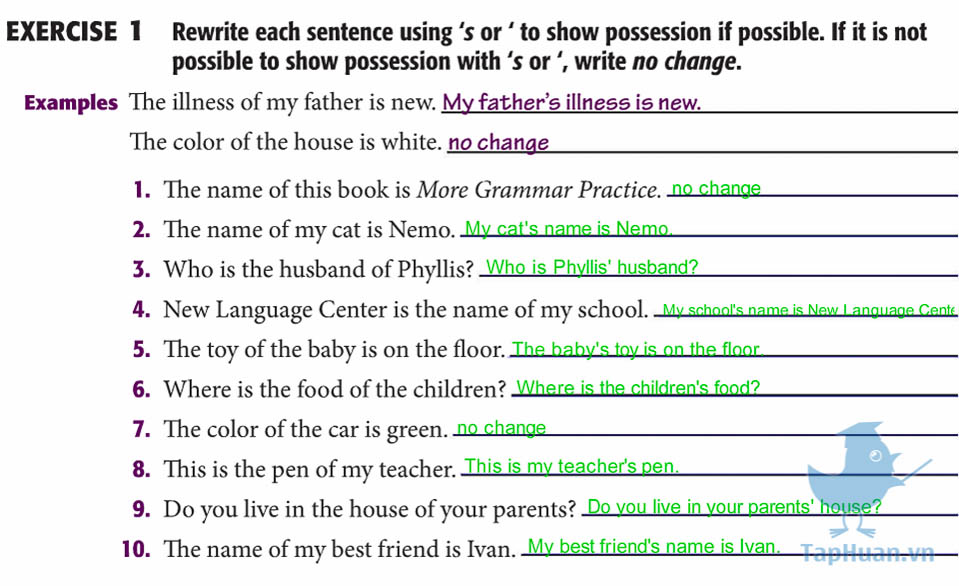 EXERCISE 1 Rewrite each sentence using ‘s or ‘ to show possession if possible. If it is not
possible to show possession with ‘s or ‘, write no change.
Examples The illness of my father is new. My father's illness is new.
The color of the house is white. no change
1. The name of this book is More Grammar Practice. no change
2. The name of my cat is Nemo. My cat's name is Nemo.
3. Who is the husband of Phyllis? Who is Phyllis' husband?
4. New Language Center is the name of my school. My school's name is New Language Cente
5. The toy of the baby is on the floor. The baby's toy is on the floor.
6. Where is the food of the children? Where is the children's food?
7. The color of the car is green. no change
8. This is the pen of my teacher. This is my teacher's pen.
9. Do you live in the house of your parents? Do you live in your parents' house?
10. The name of my best friend is Ivan. My best friend's name is Ivan.
TapHuan.vn